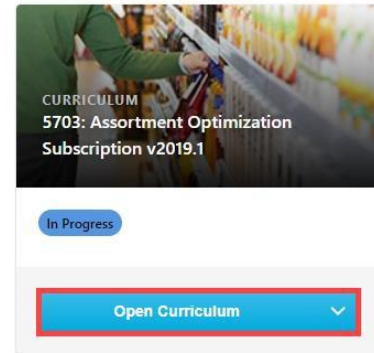 CURRICULUM
5703: Assortment Optimization
Subscription v2019.1
In Progress
Open Curriculum